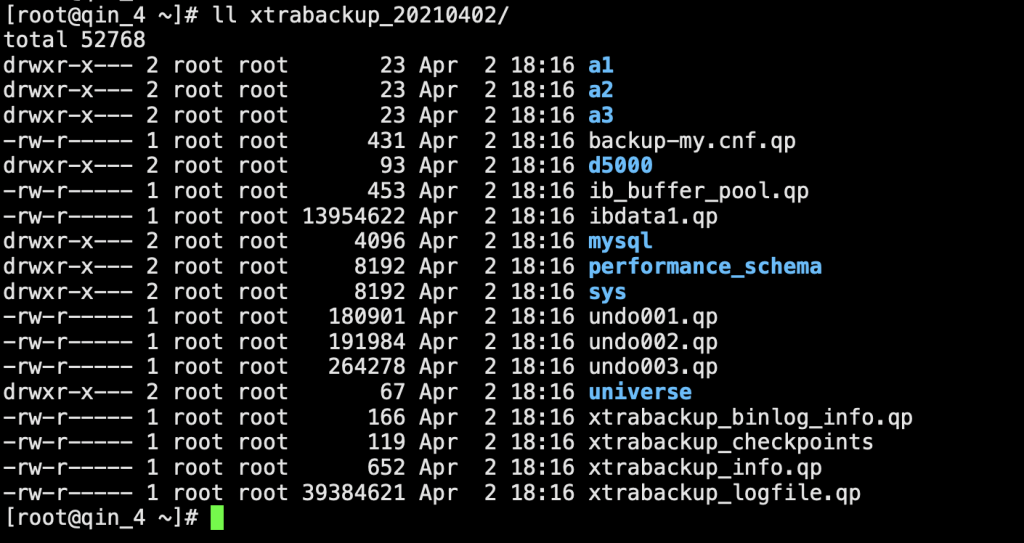 [root@qin_4 ~]# ll xtrabackup_20210402/
total 52768
drwxr-x--- 2 root root       23 Apr  2 18:16 a1
drwxr-x--- 2 root root       23 Apr  2 18:16 a2
drwxr-x--- 2 root root       23 Apr  2 18:16 a3
-rw-r----- 1 root root      431 Apr  2 18:16 backup-my.cnf.qp
drwxr-x--- 2 root root       93 Apr  2 18:16 d5000
-rw-r----- 1 root root      453 Apr  2 18:16 ib_buffer_pool.qp
-rw-r----- 1 root root 13954622 Apr  2 18:16 ibdata1.qp
drwxr-x--- 2 root root     4096 Apr  2 18:16 mysql
drwxr-x--- 2 root root     8192 Apr  2 18:16 performance_schema
drwxr-x--- 2 root root     8192 Apr  2 18:16 sys
-rw-r----- 1 root root   180901 Apr  2 18:16 undo001.qp
-rw-r----- 1 root root   191984 Apr  2 18:16 undo002.qp
-rw-r----- 1 root root   264278 Apr  2 18:16 undo003.qp
drwxr-x--- 2 root root       67 Apr  2 18:16 universe
-rw-r----- 1 root root      166 Apr  2 18:16 xtrabackup_binlog_info.qp
-rw-r----- 1 root root      119 Apr  2 18:16 xtrabackup_checkpoints
-rw-r----- 1 root root      652 Apr  2 18:16 xtrabackup_info.qp
-rw-r----- 1 root root 39384621 Apr  2 18:16 xtrabackup_logfile.qp
[root@qin_4 ~]#